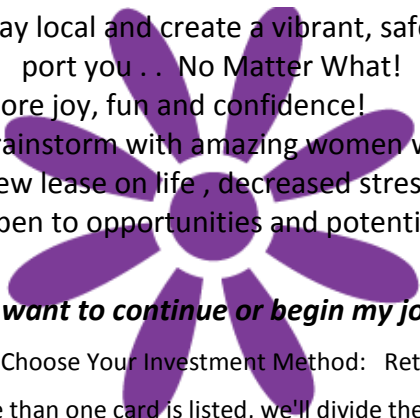 ay local and create a vibrant, safe
port you . . No Matter What!
ore joy, fun and confidence!
rainstorm with amazing women w
ew lease on life , decreased stres
pen to opportunities and potenti
want to continue or begin my jo
Choose Your Investment Method: Ret
e than one card is listed, we'll divide the